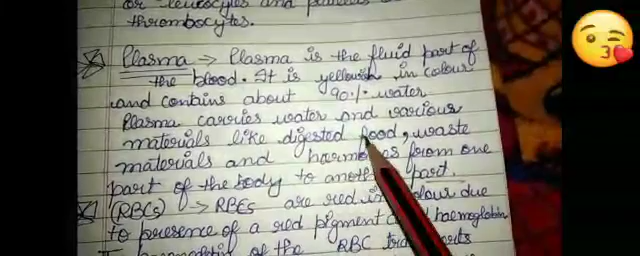 or leucocytes and platelets or
thrombocytes.
Plasma → Plasma is the fluid part of
the blood. It is yellowish in colour
and contains about 90% water
Plasma carries water and various
materials like digested food, waste
materials and harmones from one
part of the body to another part.
(RBCs) → RBCs are red in colour due
to presence of a red pigment haemoglobin
of the RBC